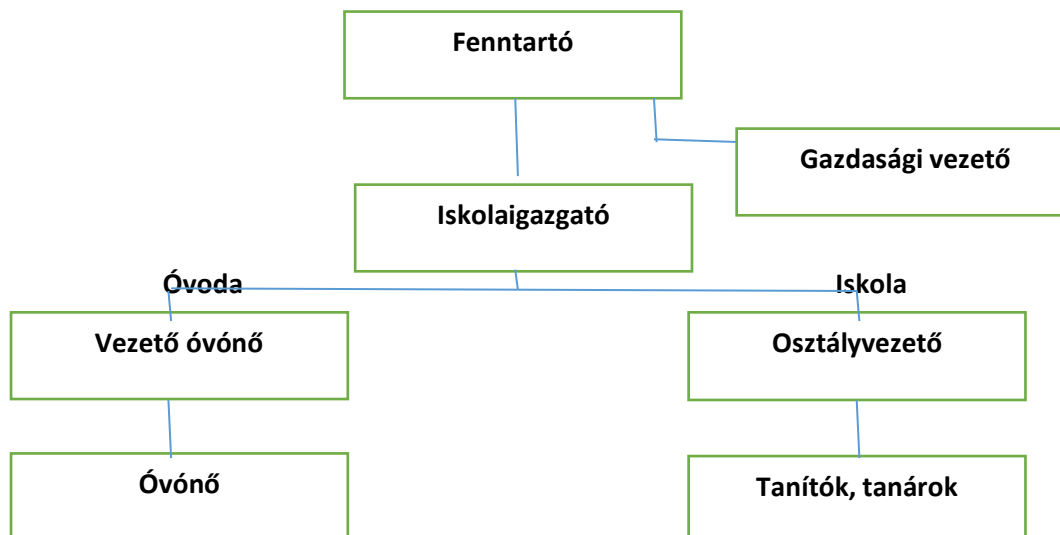 Fenntartó
Gazdasági vezető
Iskolaigazgató
Óvoda
Iskola
Vezető óvónő
Osztályvezető
Óvónő
Tanítók, tanárok